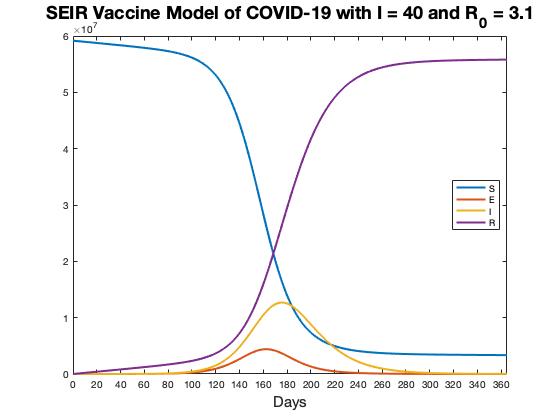 SEIR Vaccine Model of COVID-19 with I = 40 and R0 = 3.1
×10^7
6
5
4
3
2
1
0
S
E
I
R
0 20 40 60 80 100 120 140 160 180 200 220 240 260 280 300 320 340 360
Days